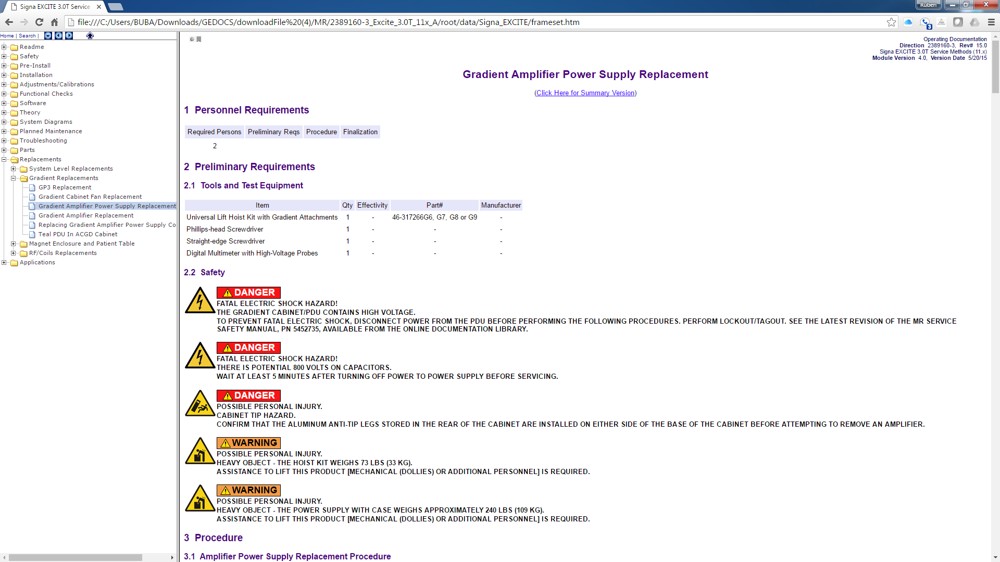 Signa EXCITE 3.0T Service
Ruben
file:///C:/Users/BUBA/Downloads/GEDOCS/downloadFile%20(4)/MR/2389160-3_Excite_3.0T_11x_A/root/data/Signa_EXCITE/frameset.htm
3
Home | Search |
Readme
Safety
Pre-Install
Installation
Adjustments/Calibrations
Functional Checks
Software
Theory
System Diagrams
Planned Maintenance
Troubleshooting
Parts
Replacements
System Level Replacements
Gradient Replacements
GP3 Replacement
Gradient Cabinet Fan Replacement
Gradient Amplifier Power Supply Replacement
Gradient Amplifier Replacement
Replacing Gradient Amplifier Power Supply Co
Teal PDU In ACGD Cabinet
Magnet Enclosure and Patient Table
RF/Coils Replacements
Applications
Operating Documentation
Direction 2389160-3, Rev# 15.0
Signa EXCITE 3.0T Service Methods (11.x)
Module Version 4.0, Version Date 5/20/15
Gradient Amplifier Power Supply Replacement
(Click Here for Summary Version)
1 Personnel Requirements
Required Persons Preliminary Reqs Procedure Finalization
2
2 Preliminary Requirements
2.1 Tools and Test Equipment
Item Qty Effectivity Part# Manufacturer
Universal Lift Hoist Kit with Gradient Attachments 1 - 46-317266G6, G7, G8 or G9 -
Phillips-head Screwdriver 1 - - -
Straight-edge Screwdriver 1 - - -
Digital Multimeter with High-Voltage Probes 1 - - -
2.2 Safety
DANGER
FATAL ELECTRIC SHOCK HAZARD!
THE GRADIENT CABINET/PDU CONTAINS HIGH VOLTAGE.
TO PREVENT FATAL ELECTRIC SHOCK, DISCONNECT POWER FROM THE PDU BEFORE PERFORMING THE FOLLOWING PROCEDURES. PERFORM LOCKOUT/TAGOUT. SEE THE LATEST REVISION OF THE MR SERVICE
SAFETY MANUAL, PN 5452735, AVAILABLE FROM THE ONLINE DOCUMENTATION LIBRARY.
DANGER
FATAL ELECTRIC SHOCK HAZARD!
THERE IS POTENTIAL 800 VOLTS ON CAPACITORS.
WAIT AT LEAST 5 MINUTES AFTER TURNING OFF POWER TO POWER SUPPLY BEFORE SERVICING.
DANGER
POSSIBLE PERSONAL INJURY.
CABINET TIP HAZARD.
CONFIRM THAT THE ALUMINUM ANTI-TIP LEGS STORED IN THE REAR OF THE CABINET ARE INSTALLED ON EITHER SIDE OF THE BASE OF THE CABINET BEFORE ATTEMPTING TO REMOVE AN AMPLIFIER.
WARNING
POSSIBLE PERSONAL INJURY.
HEAVY OBJECT - THE HOIST KIT WEIGHS 73 LBS (33 KG).
ASSISTANCE TO LIFT THIS PRODUCT [MECHANICAL (DOLLIES) OR ADDITIONAL PERSONNEL] IS REQUIRED.
WARNING
POSSIBLE PERSONAL INJURY.
HEAVY OBJECT - THE POWER SUPPLY WITH CASE WEIGHS APPROXIMATELY 240 LBS (109 KG).
ASSISTANCE TO LIFT THIS PRODUCT [MECHANICAL (DOLLIES) OR ADDITIONAL PERSONNEL] IS REQUIRED.
3 Procedure
3.1 Amplifier Power Supply Replacement Procedure